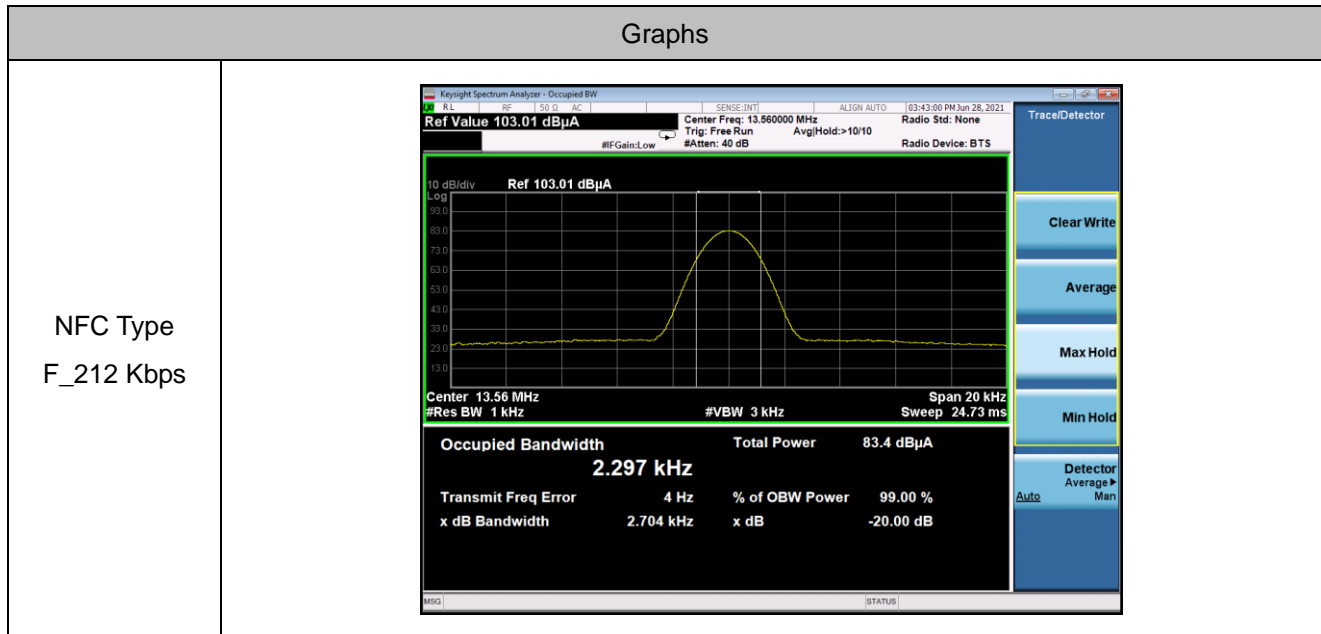 Graphs
NFC Type
F_212 Kbps
Keysight Spectrum Analyzer - Occupied BW
LXI RL RF 50 Ω AC SENSE:INT ALIGN AUTO 03:43:00 PM Jun 28, 2021
Ref Value 103.01 dBµA
Center Freq: 13.560000 MHz Radio Std: None
Trig: Free Run Avg|Hold:>10/10
#IFGain:Low #Atten: 40 dB Radio Device: BTS
10 dB/div Ref 103.01 dBµA
Log
93.0
83.0
73.0
63.0
53.0
43.0
33.0
23.0
13.0
Center 13.56 MHz Span 20 kHz
#Res BW 1 kHz #VBW 3 kHz Sweep 24.73 ms
Occupied Bandwidth Total Power 83.4 dBµA
2.297 kHz
Transmit Freq Error 4 Hz % of OBW Power 99.00 %
x dB Bandwidth 2.704 kHz x dB -20.00 dB
MSG STATUS
Trace/Detector
Clear Write
Average
Max Hold
Min Hold
Detector
Average▶
Auto Man